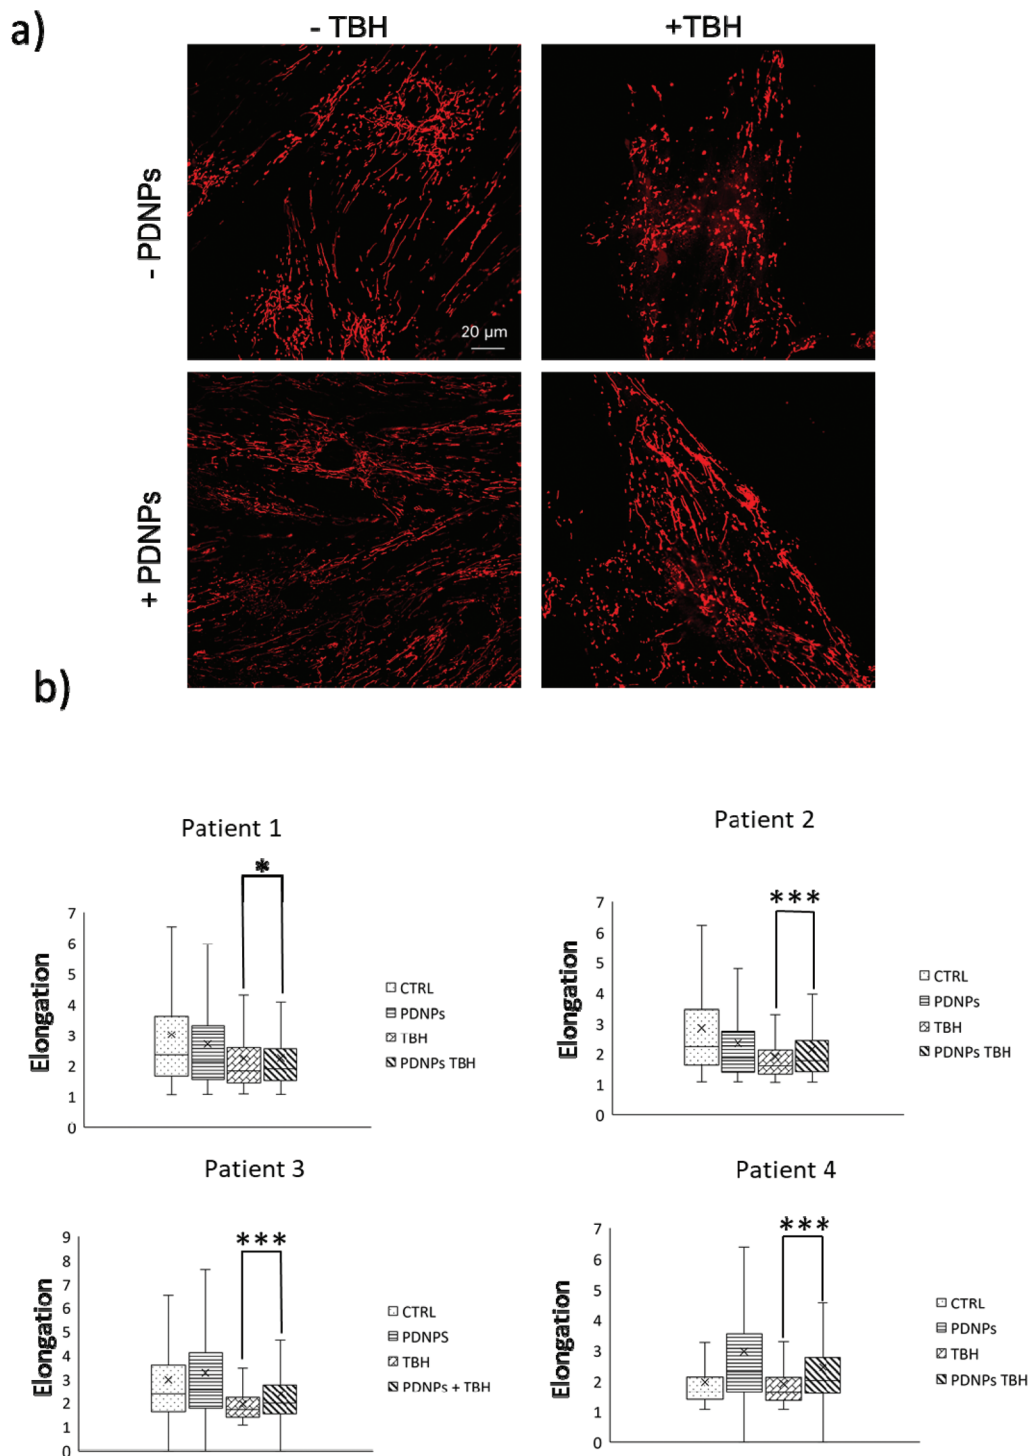 a)
- TBH
+TBH
- PDNPs
20 µm
+ PDNPs
b)
Patient 1
*
7
6
5
4
3
2
1
0
Elongation
CTRL
PDNPs
TBH
PDNPs TBH
Patient 2
***
7
6
5
4
3
2
1
0
Elongation
CTRL
PDNPs
TBH
PDNPs TBH
Patient 3
***
9
8
7
6
5
4
3
2
1
0
Elongation
CTRL
PDNPS
TBH
PDNPs + TBH
Patient 4
***
7
6
5
4
3
2
1
0
Elongation
CTRL
PDNPs
TBH
PDNPs TBH